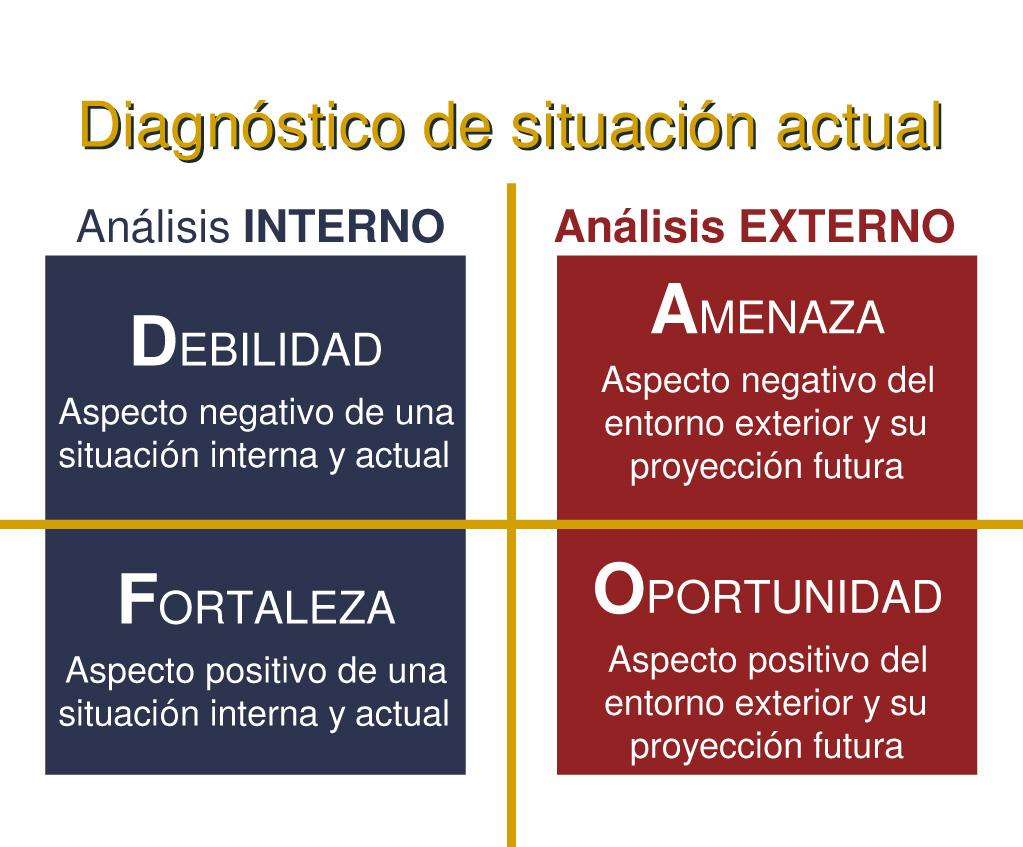 Diagnóstico de situación actual
Análisis INTERNO
DEBILIDAD
Aspecto negativo de una
situación interna y actual
FORTALEZA
Aspecto positivo de una
situación interna y actual
Análisis EXTERNO
AMENAZA
Aspecto negativo del
entorno exterior y su
proyección futura
OPORTUNIDAD
Aspecto positivo del
entorno exterior y su
proyección futura